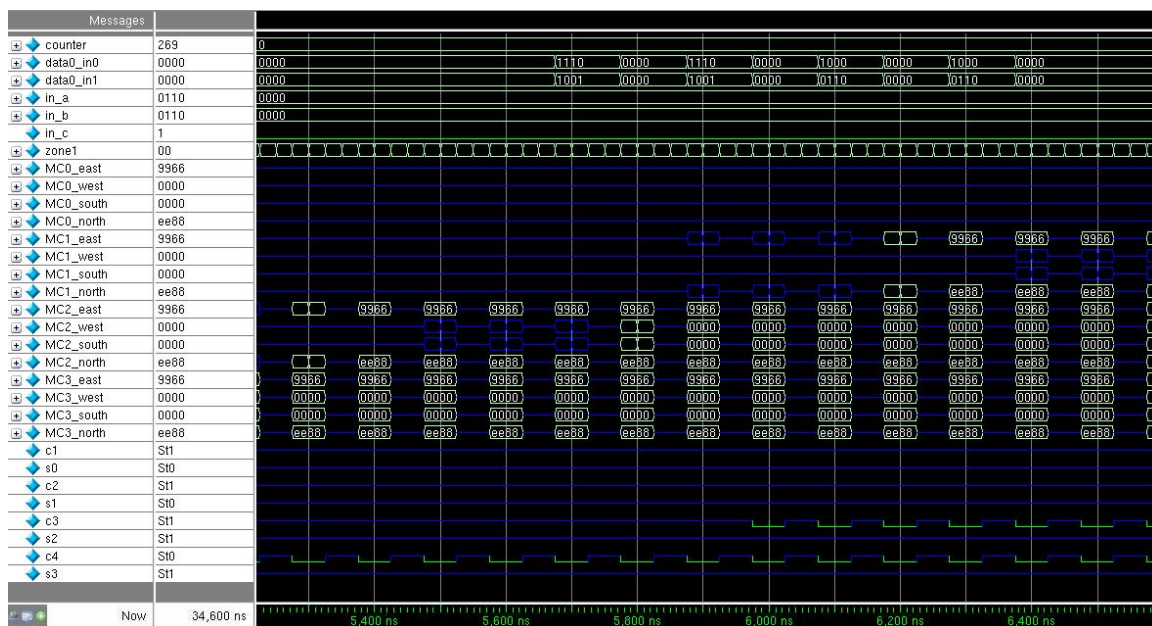 Messages
counter 269 0
data0_in0 0000 0000 1110 0000 1110 0000 1000 0000 1000 0000
data0_in1 0000 0000 1001 0000 1001 0000 0110 0000 0110 0000
in_a 0110 0000
in_b 0110 0000
in_c 1
zone1 00
MC0_east 9966
MC0_west 0000
MC0_south 0000
MC0_north ee88
MC1_east 9966 9966 9966 9966
MC1_west 0000
MC1_south 0000
MC1_north ee88 ee88 ee88 ee88
MC2_east 9966 9966 9966 9966 9966 9966 9966 9966 9966 9966 9966 9966 9966
MC2_west 0000 0000 0000 0000 0000 0000 0000 0000 0000
MC2_south 0000 0000 0000 0000 0000 0000 0000 0000 0000
MC2_north ee88 ee88 ee88 ee88 ee88 ee88 ee88 ee88 ee88 ee88 ee88 ee88 ee88
MC3_east 9966 9966 9966 9966 9966 9966 9966 9966 9966 9966 9966 9966 9966 9966
MC3_west 0000 0000 0000 0000 0000 0000 0000 0000 0000 0000 0000 0000 0000 0000
MC3_south 0000 0000 0000 0000 0000 0000 0000 0000 0000 0000 0000 0000 0000 0000
MC3_north ee88 ee88 ee88 ee88 ee88 ee88 ee88 ee88 ee88 ee88 ee88 ee88 ee88 ee88
c1 St1
s0 St0
c2 St1
s1 St0
c3 St1
s2 St1
c4 St0
s3 St1
Now 34,600 ns 5,400 ns 5,600 ns 5,800 ns 6,000 ns 6,200 ns 6,400 ns